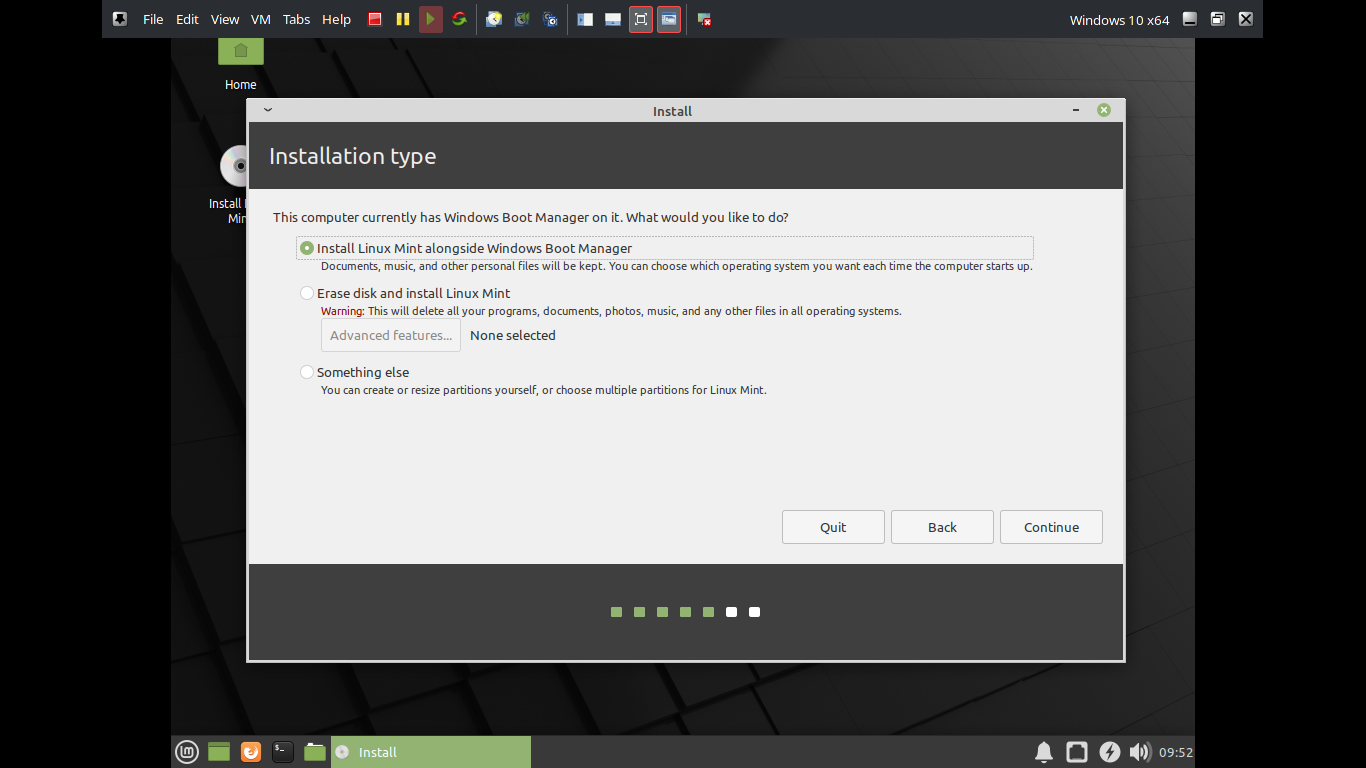 File Edit View VM Tabs Help
Windows 10 x64
Home
Install
Installation type
This computer currently has Windows Boot Manager on it. What would you like to do?
Install Linux Mint alongside Windows Boot Manager
Documents, music, and other personal files will be kept. You can choose which operating system you want each time the computer starts up.
Install
Erase disk and install Linux Mint
Warning: This will delete all your programs, documents, photos, music, and any other files in all operating systems.
Advanced features... None selected
Something else
You can create or resize partitions yourself, or choose multiple partitions for Linux Mint.
Quit Back Continue
Install
09:52